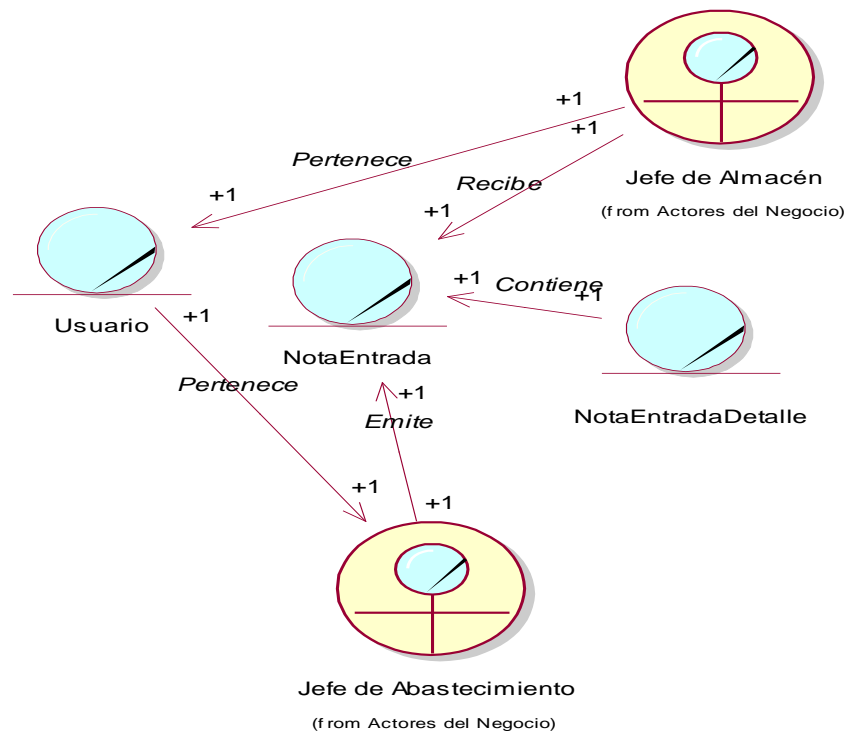 +1
+1
Pertenece
Jefe de Almacén
(from Actores del Negocio)
Recibe
+1
+1
+1
Contiene
+1
Usuario
+1
NotaEntrada
Pertenece
+1
Emite
NotaEntradaDetalle
+1
+1
Jefe de Abastecimiento
(from Actores del Negocio)